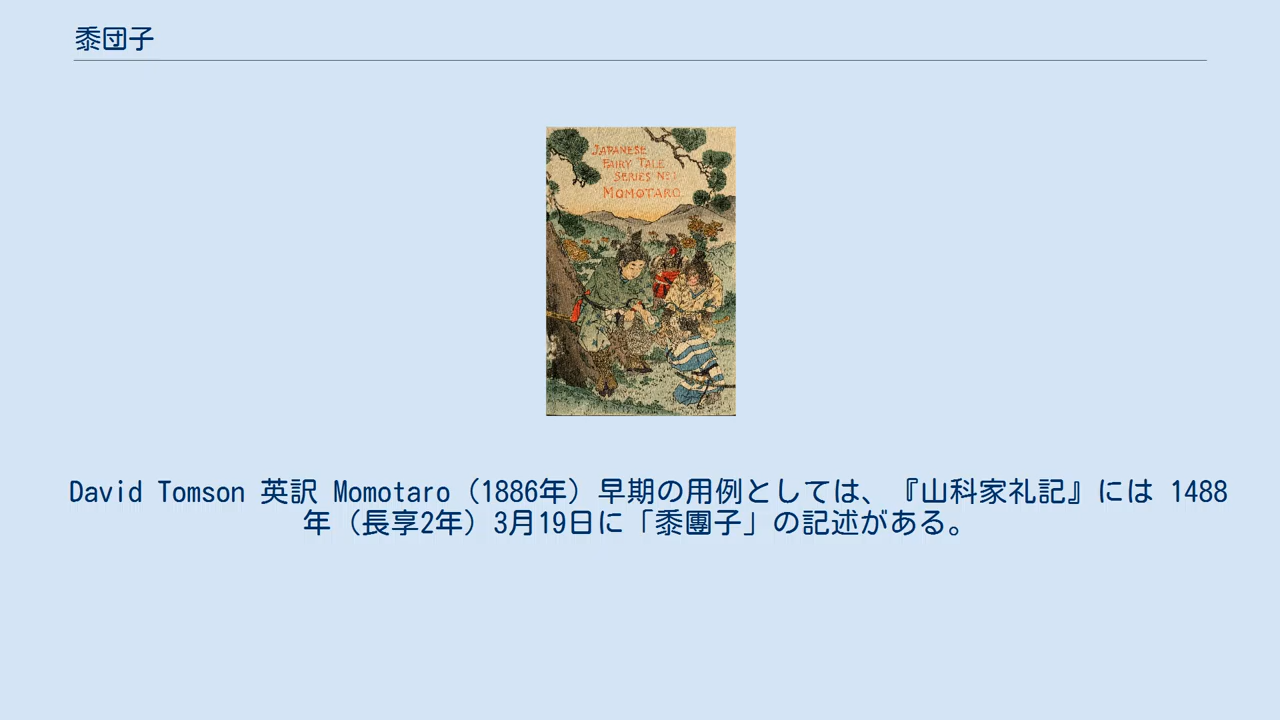 黍団子
JAPANESE
FAIRY TALE
SERIES No.1
MOMOTARO
David Tomson 英訳 Momotaro（1886年）早期の用例としては、『山科家礼記』には 1488
年（長享2年）3月19日に「黍團子」の記述がある。